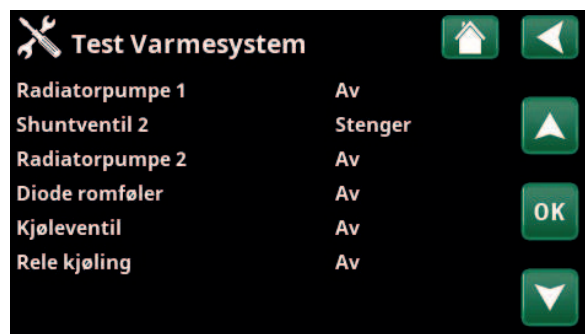 Test Varmesystem
Radiatorpumpe 1 Av
Shuntventil 2 Stenger
Radiatorpumpe 2 Av
Diode romføler Av
OK
Kjøleventil Av
Rele kjøling Av